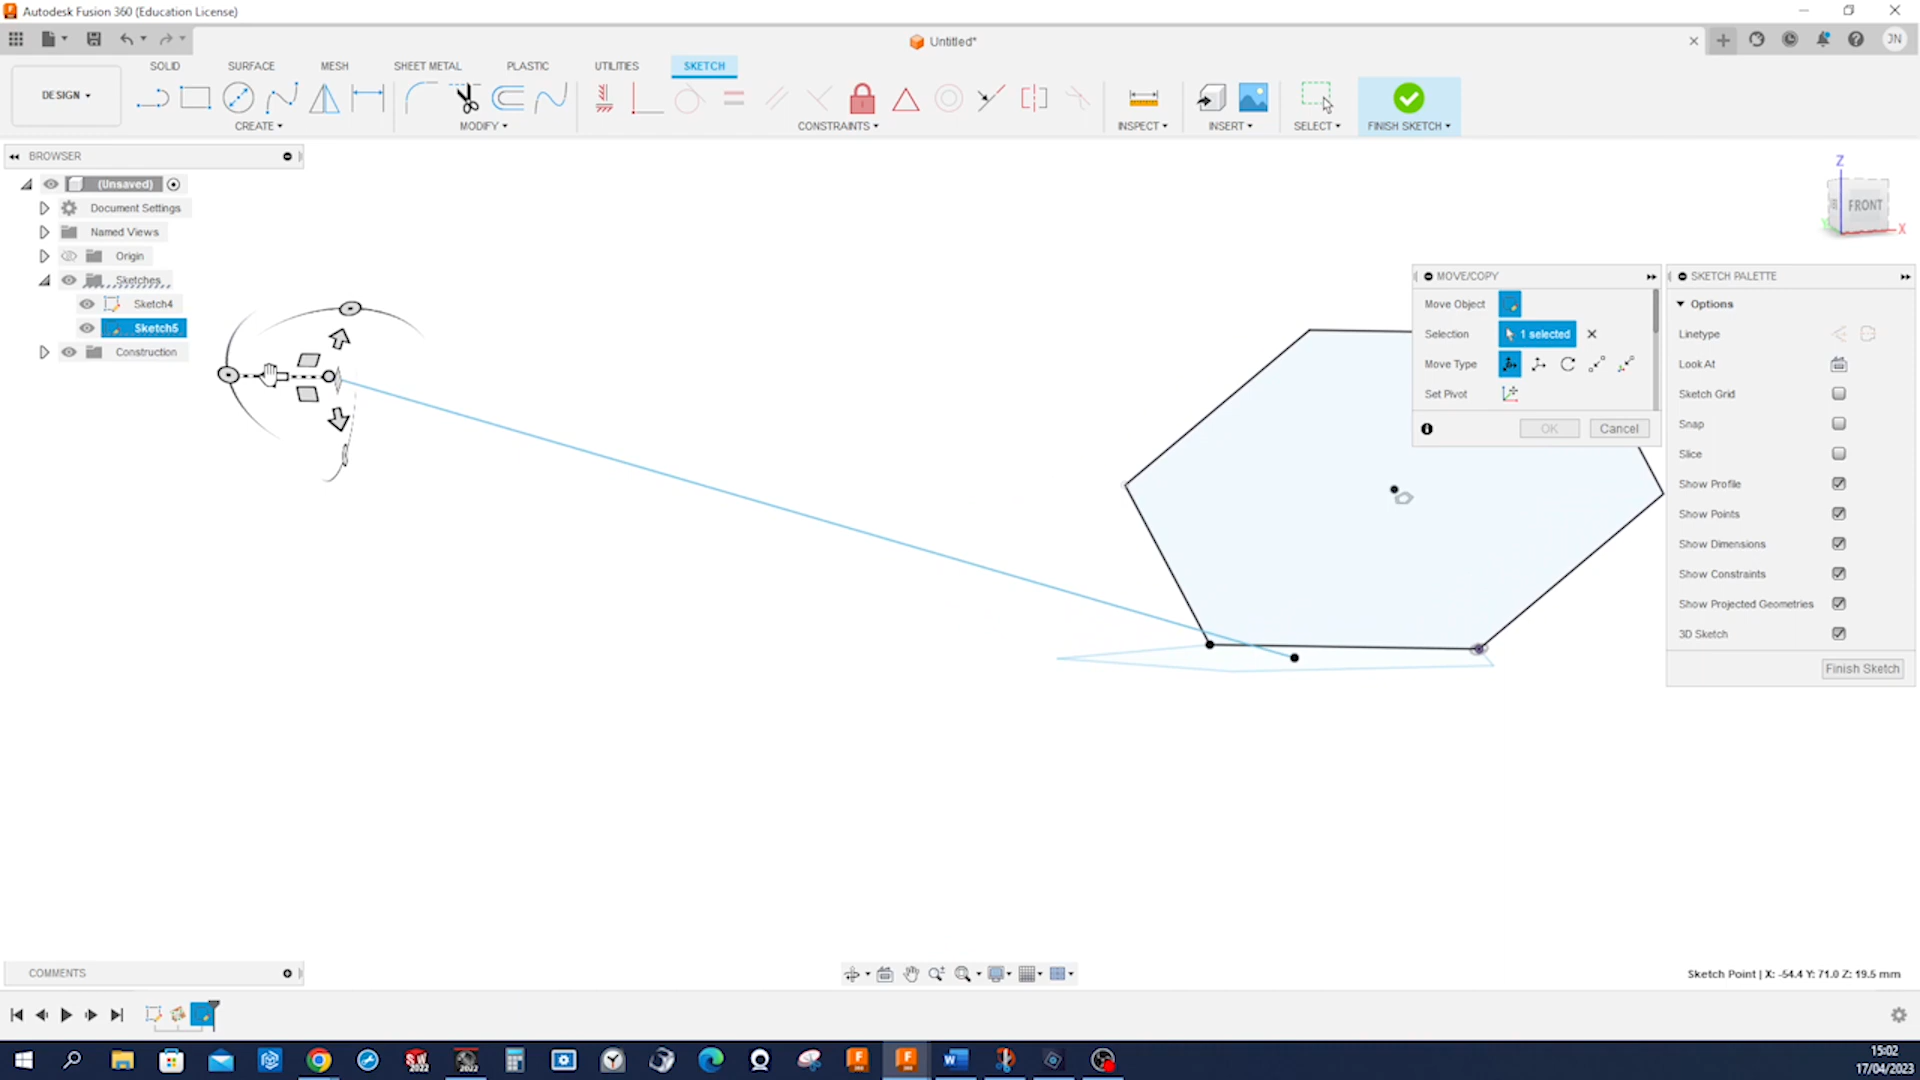 Autodesk Fusion 360 (Education License)
Untitled*
JN
DESIGN
SOLID
SURFACE
MESH
SHEET METAL
PLASTIC
UTILITIES
SKETCH
CREATE
MODIFY
CONSTRAINTS
INSPECT
INSERT
SELECT
FINISH SKETCH
BROWSER
(Unsaved)
Document Settings
Named Views
Origin
Sketches
Sketch4
Sketch5
Construction
Z
FRONT
X
MOVE/COPY
Move Object
Selection
1 selected
Move Type
Set Pivot
OK
Cancel
SKETCH PALETTE
Options
Linetype
Look At
Sketch Grid
Snap
Slice
Show Profile
Show Points
Show Dimensions
Show Constraints
Show Projected Geometries
3D Sketch
Finish Sketch
COMMENTS
Sketch Point | X: -54.4 Y: 71.0 Z: 19.5 mm
SW
2022
2022
F
F
W
15:02
17/04/2023